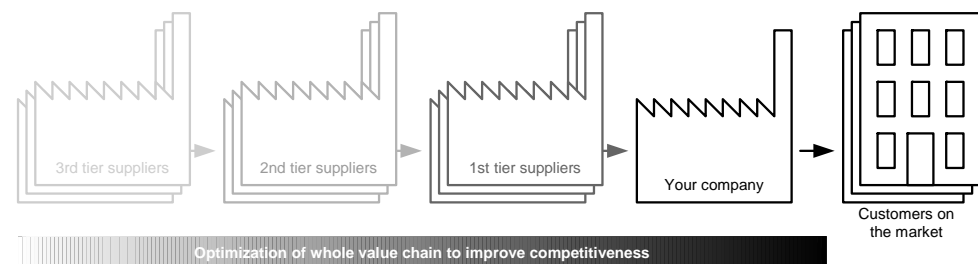 3rd tier suppliers
2nd tier suppliers
1st tier suppliers
Your company
Customers on
the market
Optimization of whole value chain to improve competitiveness